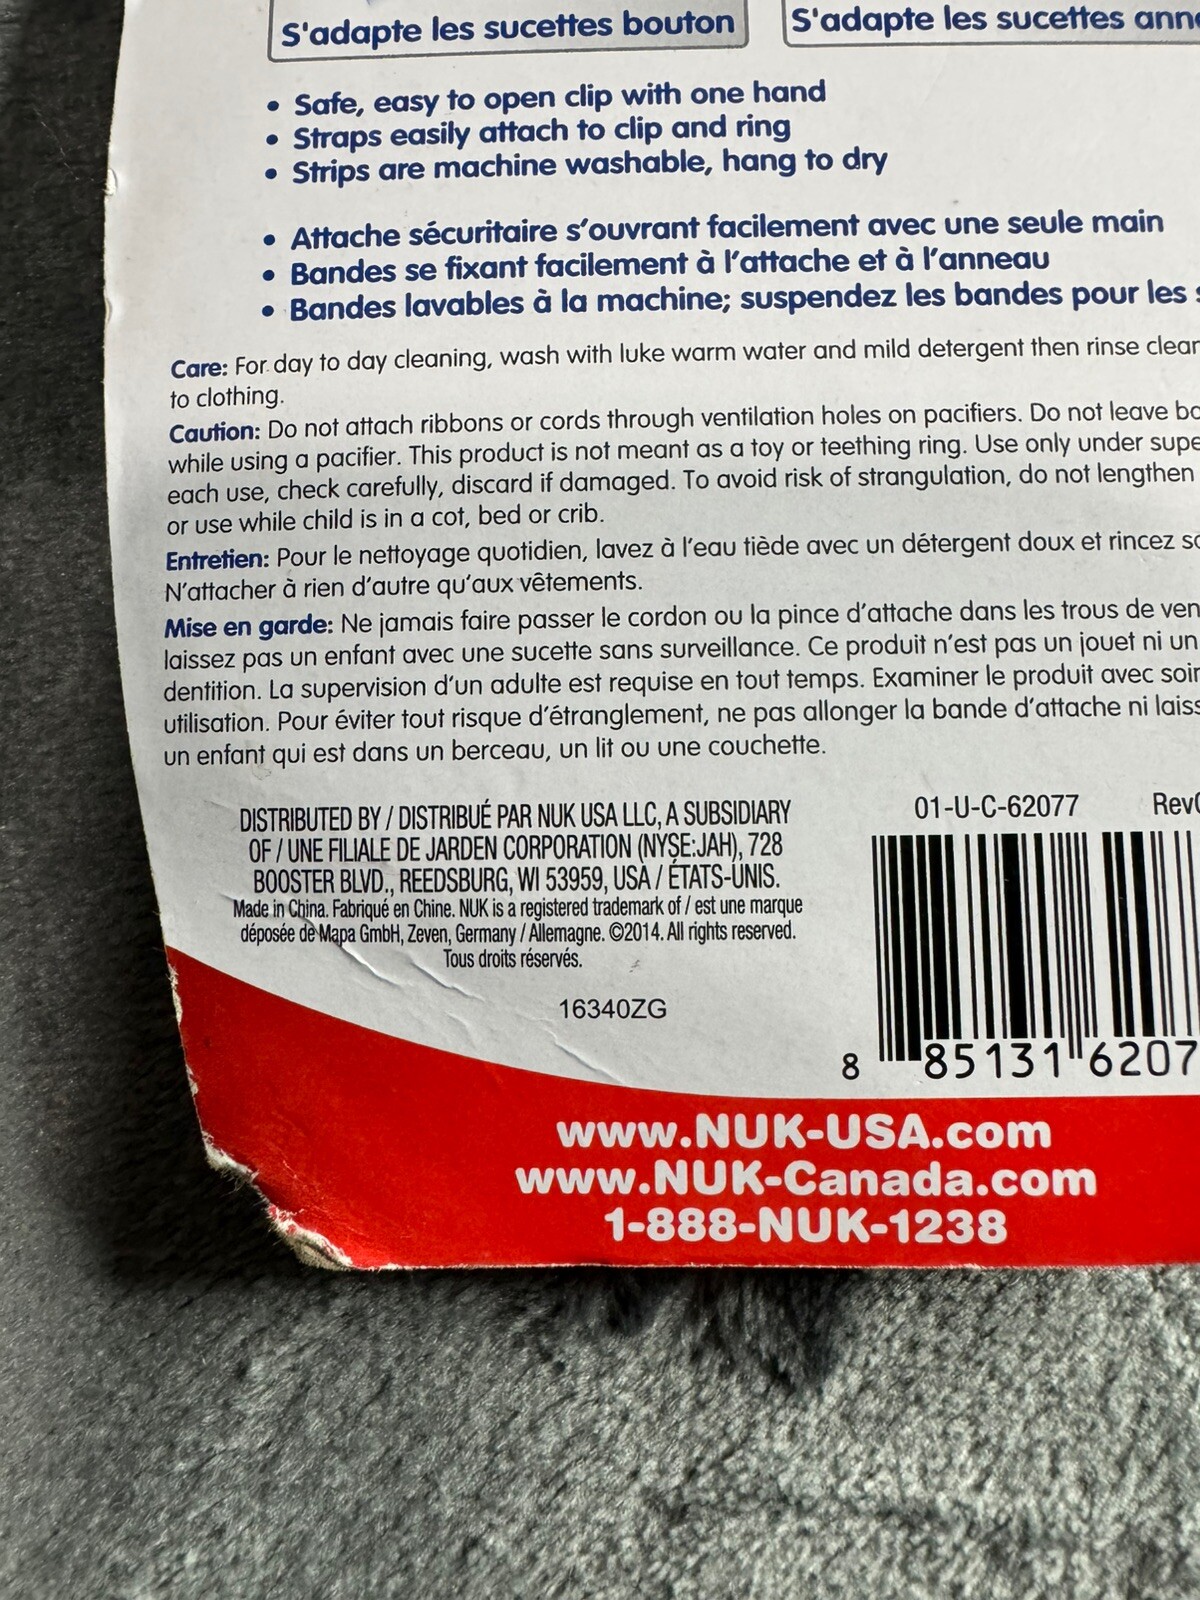 S'adapte les sucettes bouton
S'adapte les sucettes
• Safe, easy to open clip with one hand
• Straps easily attach to clip and ring
• Strips are machine washable, hang to dry
• Attache sécuritaire s'ouvrant facilement avec une seule main
• Bandes se fixant facilement à l'attache et à l'anneau
• Bandes lavables à la machine; suspendez les bandes pour les
Care: For day to day cleaning, wash with luke warm water and mild detergent then rinse clean
to clothing.
Caution: Do not attach ribbons or cords through ventilation holes on pacifiers. Do not leave
while using a pacifier. This product is not meant as a toy or teething ring. Use only under
each use, check carefully, discard if damaged. To avoid risk of strangulation, do not lengthen
or use while child is in a cot, bed or crib.
Entretien: Pour le nettoyage quotidien, lavez à l'eau tiède avec un détergent doux et rincez
N'attacher à rien d'autre qu'aux vêtements.
Mise en garde: Ne jamais faire passer le cordon ou la pince d'attache dans les trous de
laissez pas un enfant avec une sucette sans surveillance. Ce produit n'est pas un jouet ni un
dentition. La supervision d'un adulte est requise en tout temps. Examiner le produit avec soin
utilisation. Pour éviter tout risque d'étranglement, ne pas allonger la bande d'attache ni
un enfant qui est dans un berceau, un lit ou une couchette.
DISTRIBUTED BY / DISTRIBUÉ PAR NUK USA LLC, A SUBSIDIARY
OF / UNE FILIALE DE JARDEN CORPORATION (NYSE:JAH), 728
BOOSTER BLVD., REEDSBURG, WI 53959, USA / ÉTATS-UNIS.
Made in China. Fabriqué en Chine. NUK is a registered trademark of / est une marque
déposée de Mapa GmbH, Zeven, Germany / Allemagne. ©2014. All rights reserved.
Tous droits réservés.
16340ZG
01-U-C-62077 Rev
8 85131 6207
www.NUK-USA.com
www.NUK-Canada.com
1-888-NUK-1238